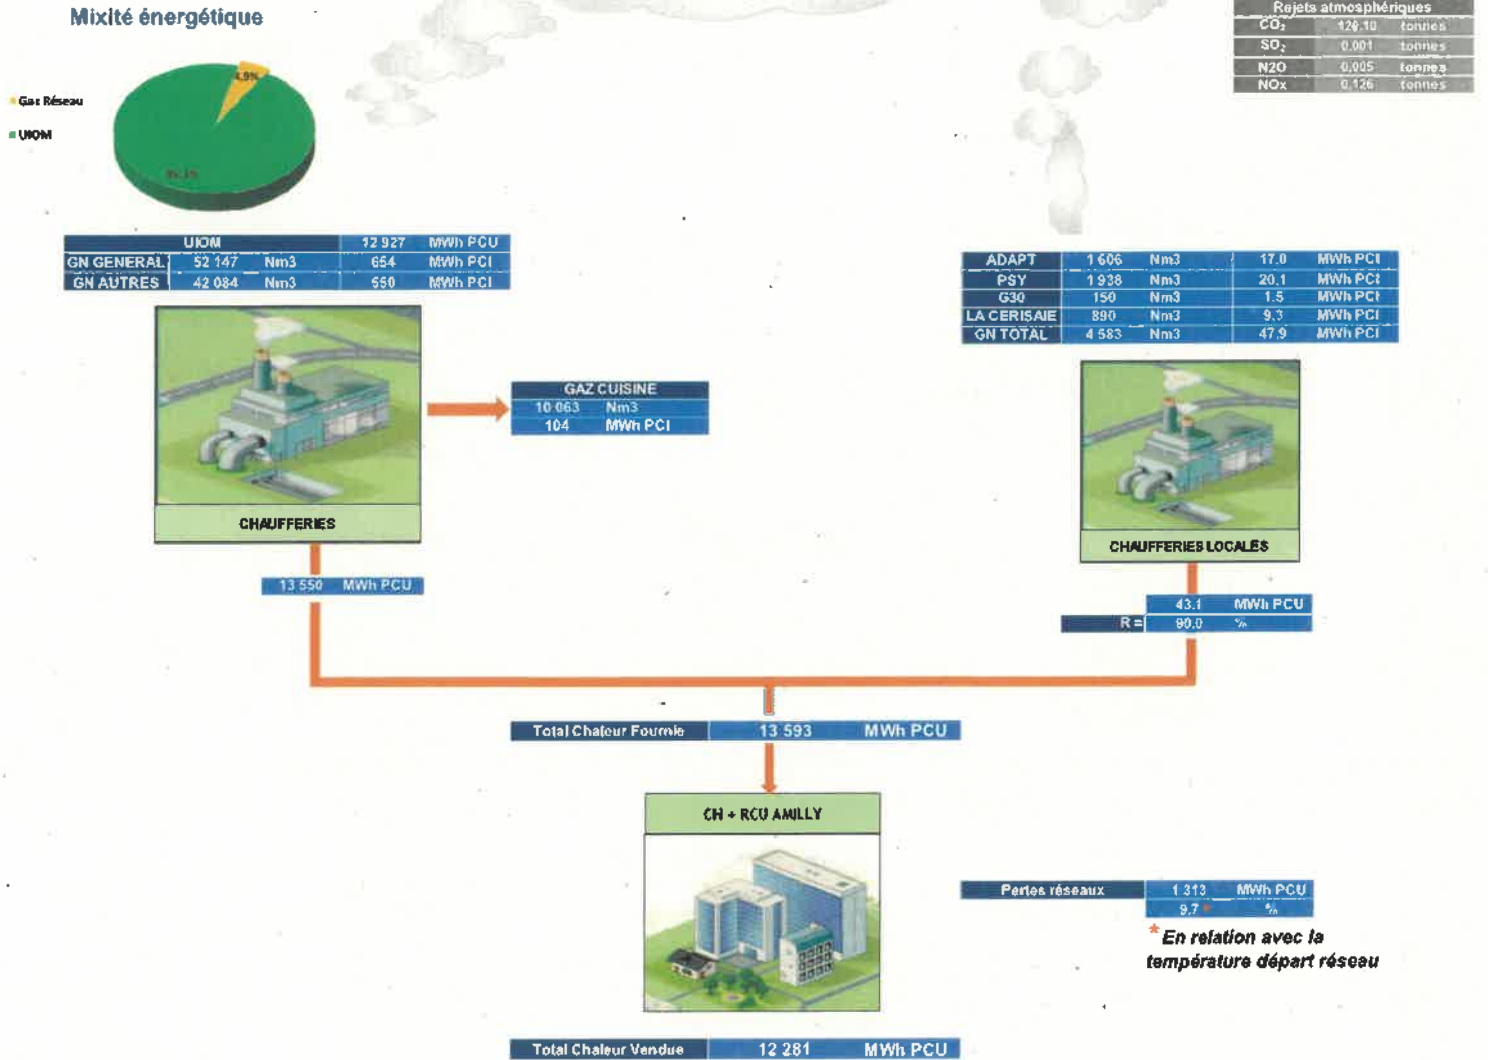 Mixité énergétique
Rejets atmosphériques
CO₂ 126.10 tonnes
SO₂ 0,001 tonnes
N2O 0,005 tonnes
NOx 0,126 tonnes
4,9%
Gaz Réseau
UIOM
UIOM 12 927 MWh PCU
GN GENERAL 52 147 Nm3 654 MWh PCI
GN AUTRES 42 084 Nm3 550 MWh PCI
ADAPT 1 606 Nm3 17.0 MWh PCI
PSY 1 938 Nm3 20.1 MWh PCI
G30 150 Nm3 1.5 MWh PCI
LA CERISAIE 890 Nm3 9.3 MWh PCI
GN TOTAL 4 583 Nm3 47.9 MWh PCI
GAZ CUISINE
10 063 Nm3
104 MWh PCI
CHAUFFERIES
CHAUFFERIES LOCALES
13 550 MWh PCU
43.1 MWh PCU
R = 90.0 %
Total Chaleur Fournie 13 593 MWh PCU
CH + RCU AMILLY
Pertes réseaux 1 313 MWh PCU
9.7 * %
* En relation avec la
température départ réseau
Total Chaleur Vendue 12 281 MWh PCU